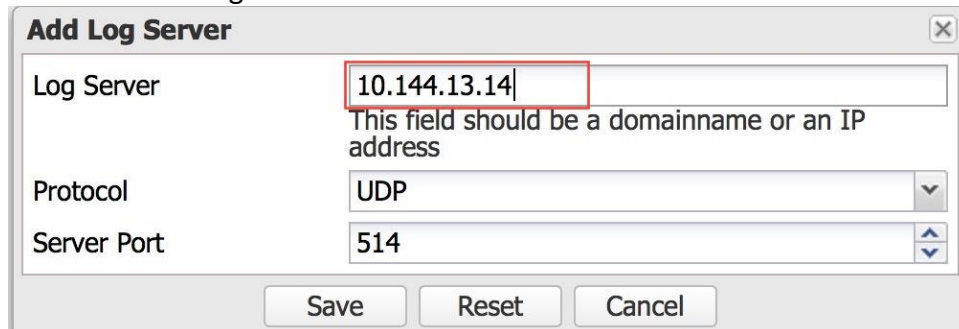 Add Log Server
Log Server
10.144.13.14
This field should be a domainname or an IP
address
Protocol
UDP
Server Port
514
Save
Reset
Cancel